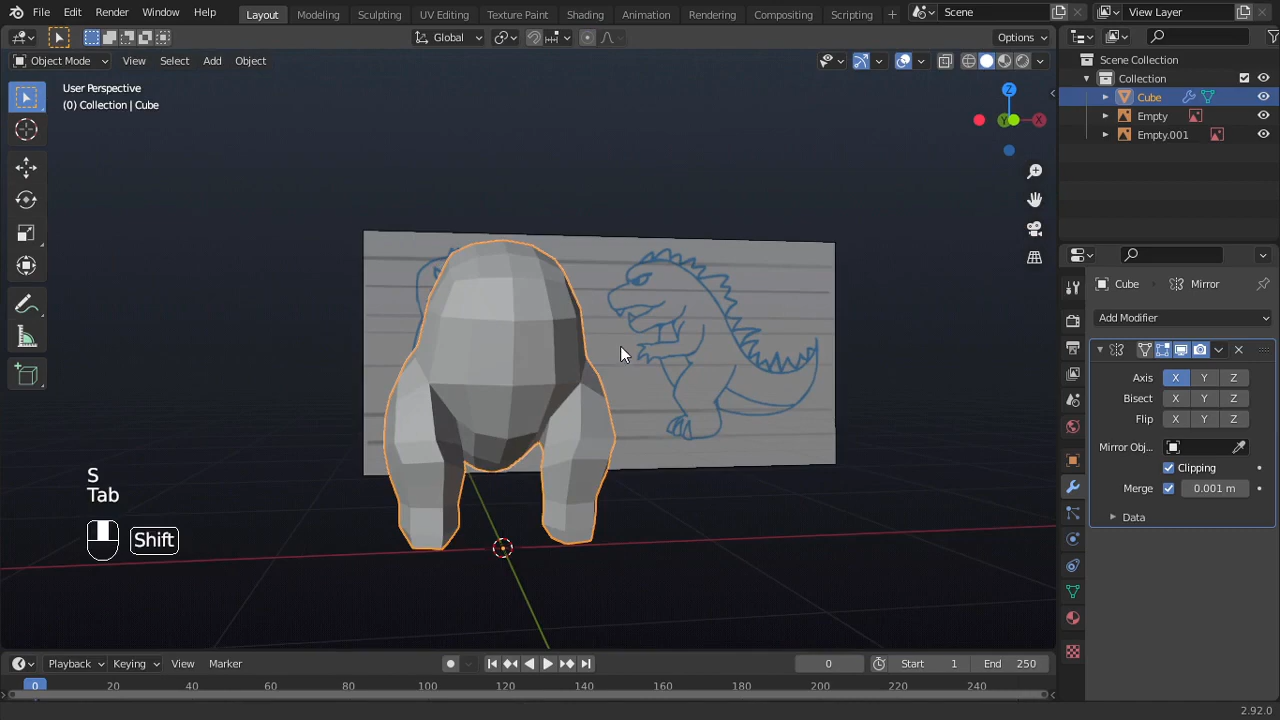 File Edit Render Window Help Layout Modeling Sculpting UV Editing Texture Paint Shading Animation Rendering Compositing Scripting + Scene View Layer
Global Options
Object Mode View Select Add Object
User Perspective
(0) Collection | Cube
Z
Y
X
Scene Collection
Collection
Cube
Empty
Empty.001
Cube Mirror
Add Modifier
Axis X Y Z
Bisect X Y Z
Flip X Y Z
Mirror Obj...
Clipping
Merge 0.001 m
Data
S
Tab
Shift
Playback Keying View Marker 0 Start 1 End 250
0 20 40 60 80 100 120 140 160 180 200 220 240
2.92.0